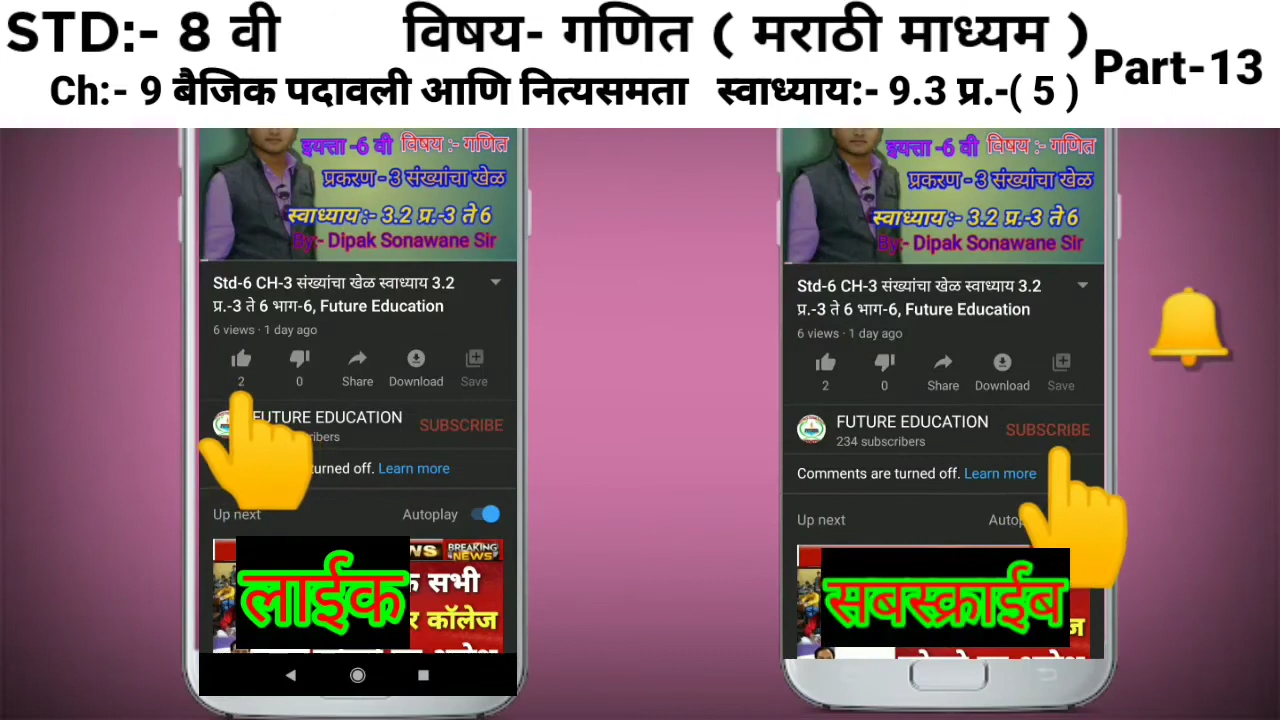 STD:- 8 वी विषय- गणित ( मराठी माध्यम )
Part-13
Ch:- 9 बैजिक पदावली आणि नित्यसमता स्वाध्याय:- 9.3 प्र.-( 5 )
इयत्ता -6 वी विषय :- गणित
प्रकरण - 3 संख्यांचा खेळ
स्वाध्याय:- 3.2 प्र.-3 ते 6
By:- Dipak Sonawane Sir
Std-6 CH-3 संख्यांचा खेळ स्वाध्याय 3.2
प्र.-3 ते 6 भाग-6, Future Education
6 views · 1 day ago
2 0 Share Download Save
FUTURE EDUCATION SUBSCRIBE
turned off. Learn more
Up next Autoplay
BREAKING
NEWS
सभी
कॉलेज
लाईक
इयत्ता -6 वी विषय :- गणित
प्रकरण - 3 संख्यांचा खेळ
स्वाध्याय:- 3.2 प्र.-3 ते 6
By:- Dipak Sonawane Sir
Std-6 CH-3 संख्यांचा खेळ स्वाध्याय 3.2
प्र.-3 ते 6 भाग-6, Future Education
6 views · 1 day ago
2 0 Share Download Save
FUTURE EDUCATION SUBSCRIBE
234 subscribers
Comments are turned off. Learn more
Up next
सबस्क्राईब